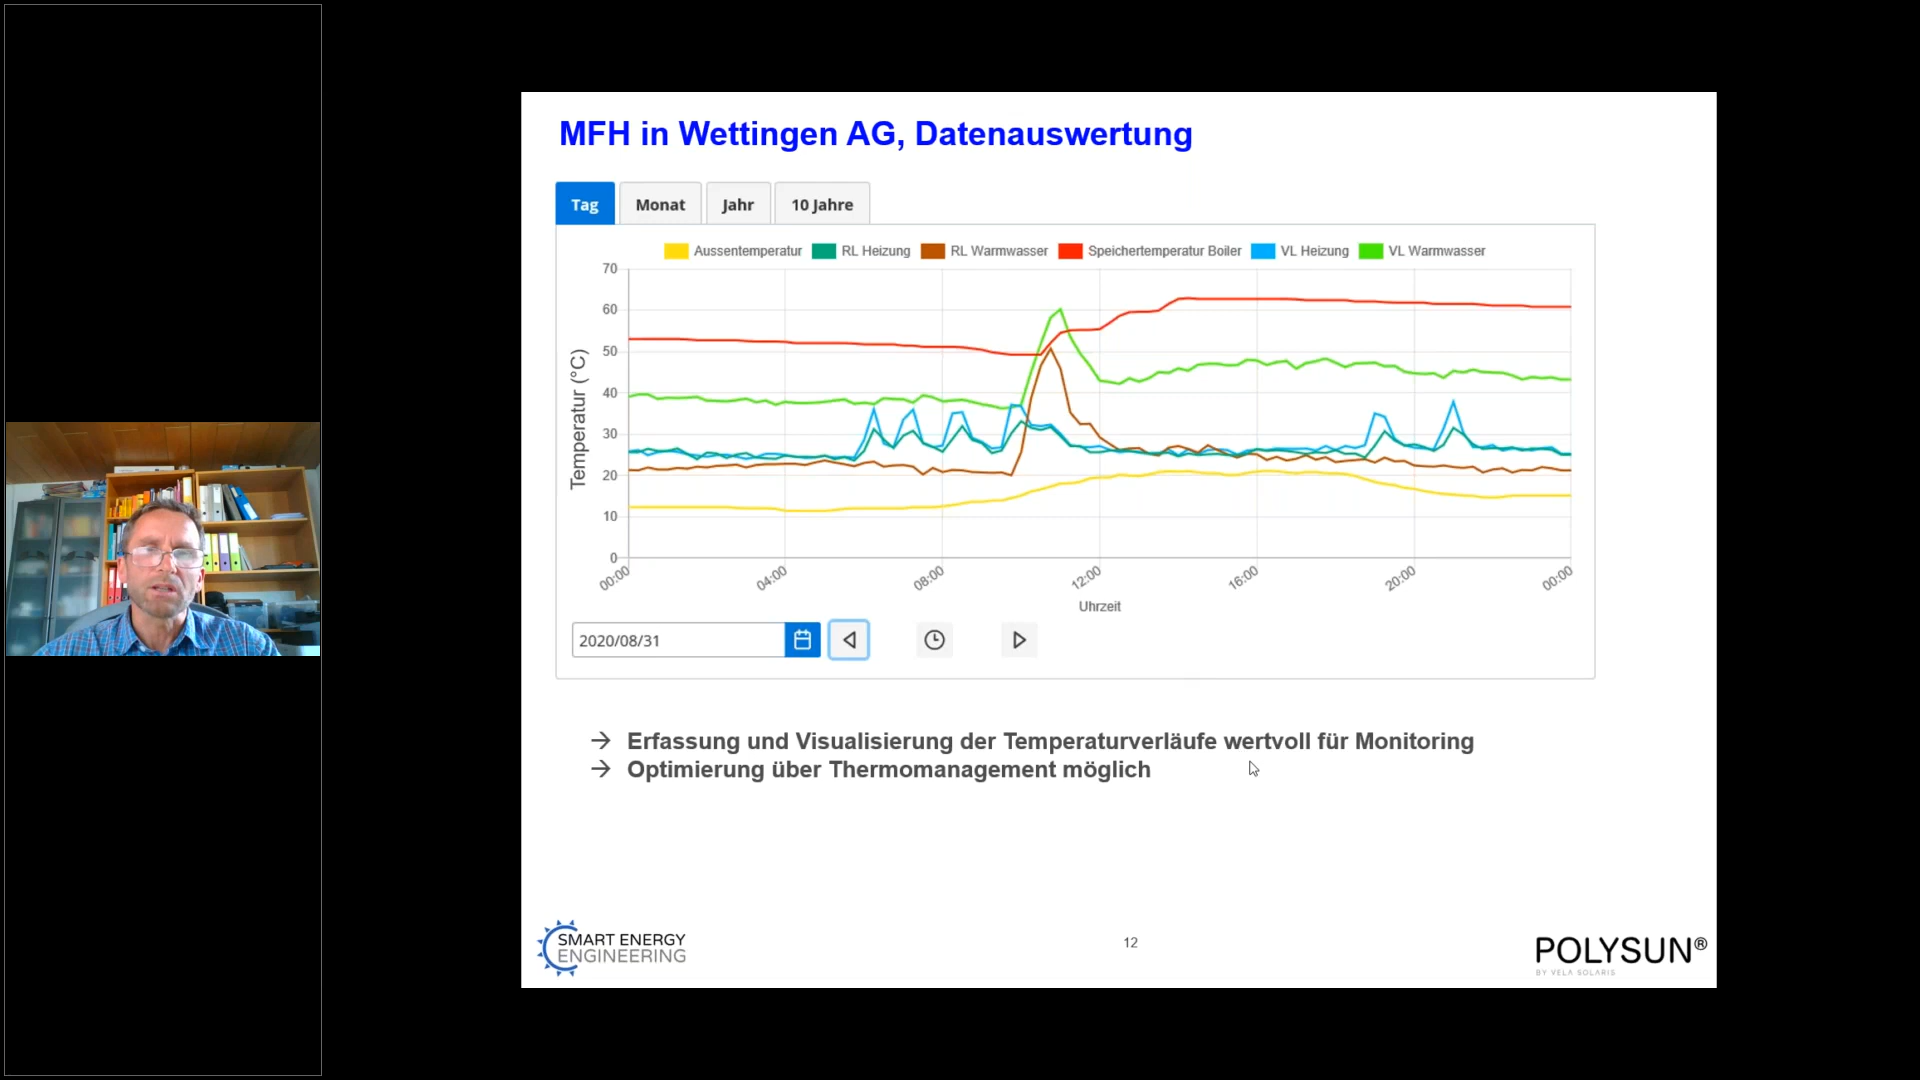 MFH in Wettingen AG, Datenauswertung
Tag Monat Jahr 10 Jahre
Aussentemperatur RL Heizung RL Warmwasser Speichertemperatur Boiler VL Heizung VL Warmwasser
70
60
50
40
30
20
10
0
Temperatur (°C)
00:00 04:00 08:00 12:00 16:00 20:00 00:00
Uhrzeit
2020/08/31
→ Erfassung und Visualisierung der Temperaturverläufe wertvoll für Monitoring
→ Optimierung über Thermomanagement möglich
SMART ENERGY
ENGINEERING
12
POLYSUN®
BY VELA SOLARIS